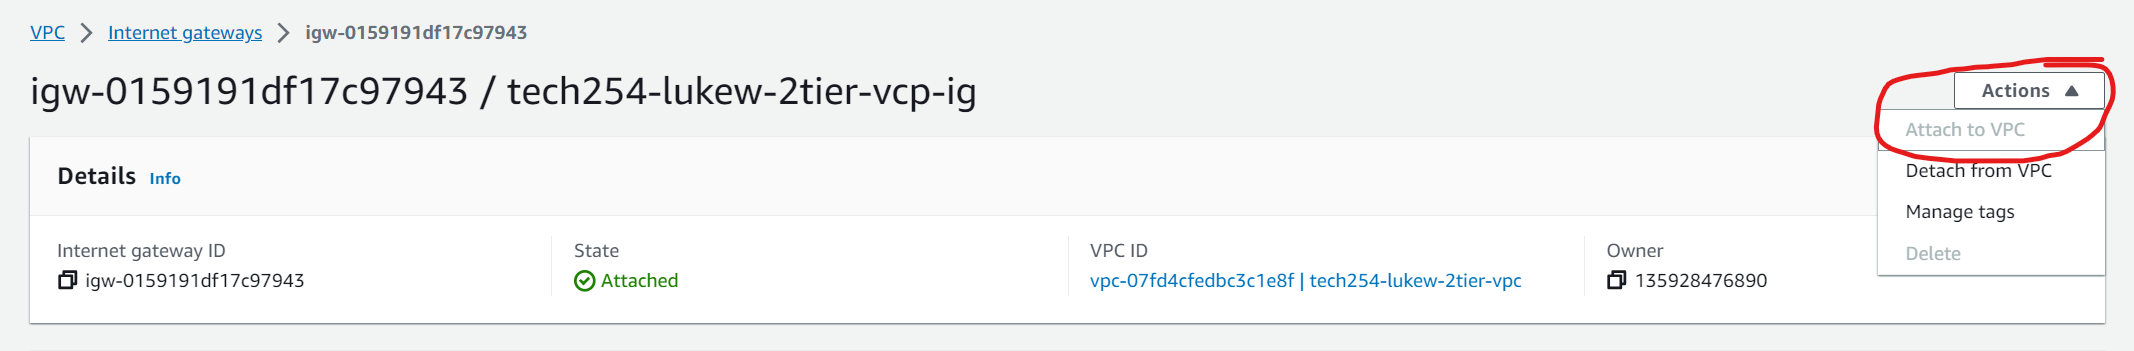 VPC > Internet gateways > igw-0159191df17c97943
igw-0159191df17c97943 / tech254-lukew-2tier-vcp-ig
Actions ▲
Attach to VPC
Detach from VPC
Manage tags
Delete
Details Info
Internet gateway ID
igw-0159191df17c97943
State
Attached
VPC ID
vpc-07fd4cfedbc3c1e8f | tech254-lukew-2tier-vpc
Owner
135928476890